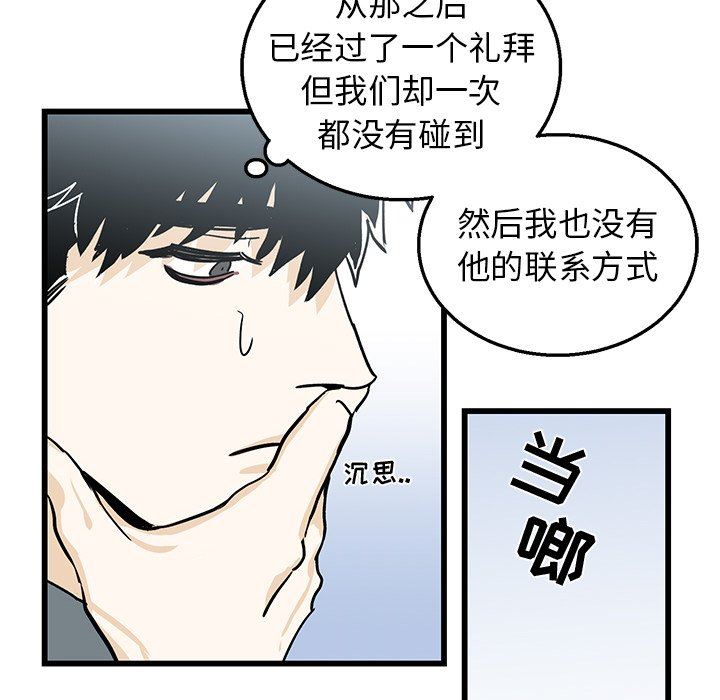 从那之后
已经过了一个礼拜
但我们却一次
都没有碰到
然后我也没有
他的联系方式
沉思..
当
啷